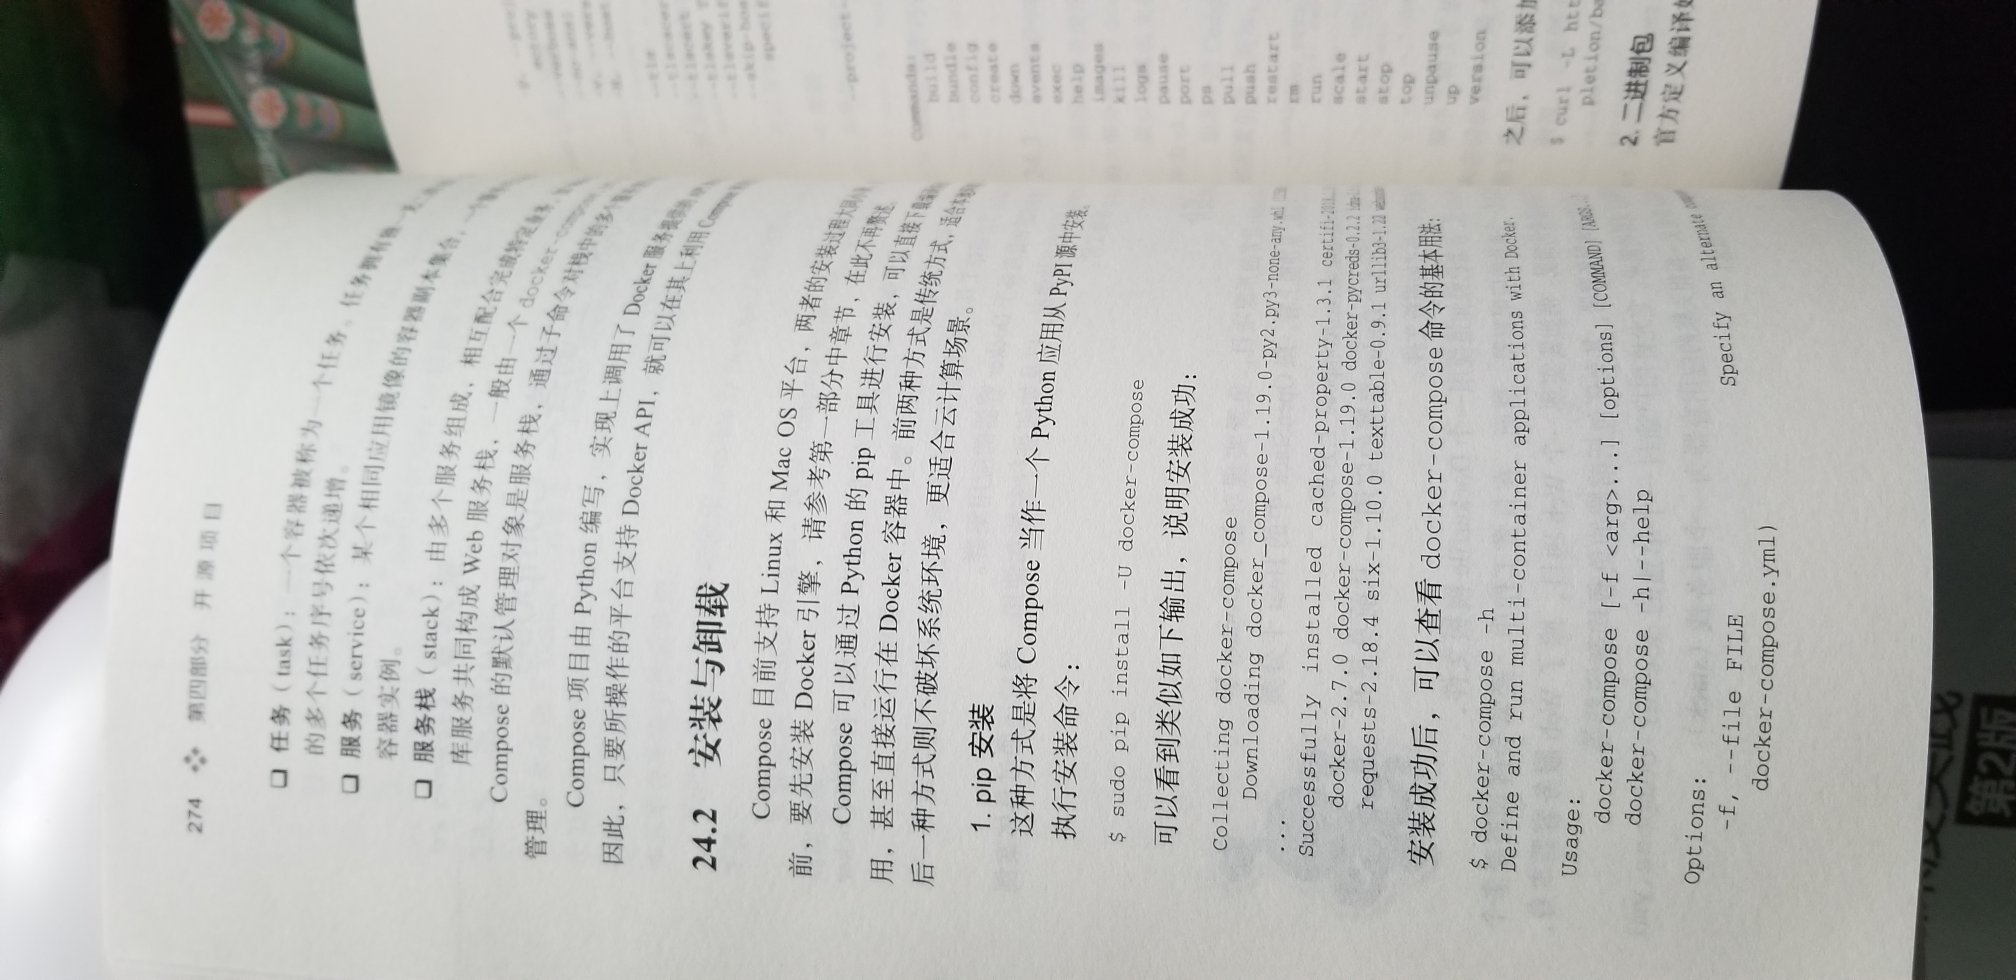 274 ❖ 第四部分 开源项目
❑ 任务（task）：一个容器被称为一个任务。任务拥有独一
的多个任务序号依次递增。
❑ 服务（service）：某个相同应用镜像的容器副本集合，一个
容器实例。
❑ 服务栈（stack）：由多个服务组成，相互配合完成特定业务，
库服务共同构成 Web 服务栈，一般由一个 docker-compose
Compose 的默认管理对象是服务栈，通过子命令对栈中的多个
管理。
Compose 项目由 Python 编写，实现上调用了 Docker 服务提供的
因此，只要所操作的平台支持 Docker API，就可以在其上利用 Compose
24.2 安装与卸载
Compose 目前支持 Linux 和 Mac OS 平台，两者的安装过程大同小异
前，要先安装 Docker 引擎，请参考第一部分中章节，在此不再赘述。
Compose 可以通过 Python 的 pip 工具进行安装，可以直接下载编译
用，甚至直接运行在 Docker 容器中。前两种方式是传统方式，适合本地
后一种方式则不破坏系统环境，更适合云计算场景。
1. pip 安装
这种方式是将 Compose 当作一个 Python 应用从 PyPI 源中安装。
执行安装命令：
$ sudo pip install -U docker-compose
可以看到类似如下输出，说明安装成功：
Collecting docker-compose
Downloading docker_compose-1.19.0-py2.py3-none-any.whl
...
Successfully installed cached-property-1.3.1 certifi-2018.
docker-2.7.0 docker-compose-1.19.0 docker-pycreds-0.2.2
requests-2.18.4 six-1.10.0 texttable-0.9.1 urllib3-1.22
安装成功后，可以查看 docker-compose 命令的基本用法：
$ docker-compose -h
Define and run multi-container applications with Docker.
Usage:
docker-compose [-f <arg>...] [options] [COMMAND] [ARGS...]
docker-compose -h|--help
Options:
-f, --file FILE Specify an alternate
docker-compose.yml)
--verbose
--tls
--project-
Commands:
build
bundle
config
create
down
events
exec
help
images
kill
logs
pause
port
ps
pull
push
restart
rm
run
scale
start
stop
top
unpause
up
version
之后，可以添加
$ curl -L htt
pletion/ba
2. 二进制包
官方定义编译好
第2版